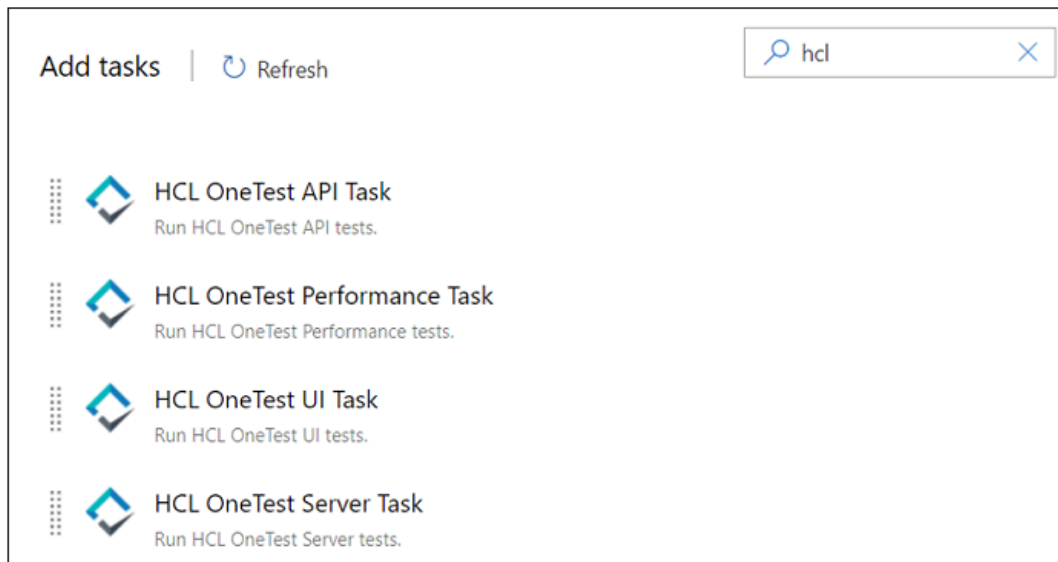 Add tasks
Refresh
hcl
HCL OneTest API Task
Run HCL OneTest API tests.
HCL OneTest Performance Task
Run HCL OneTest Performance tests.
HCL OneTest UI Task
Run HCL OneTest UI tests.
HCL OneTest Server Task
Run HCL OneTest Server tests.